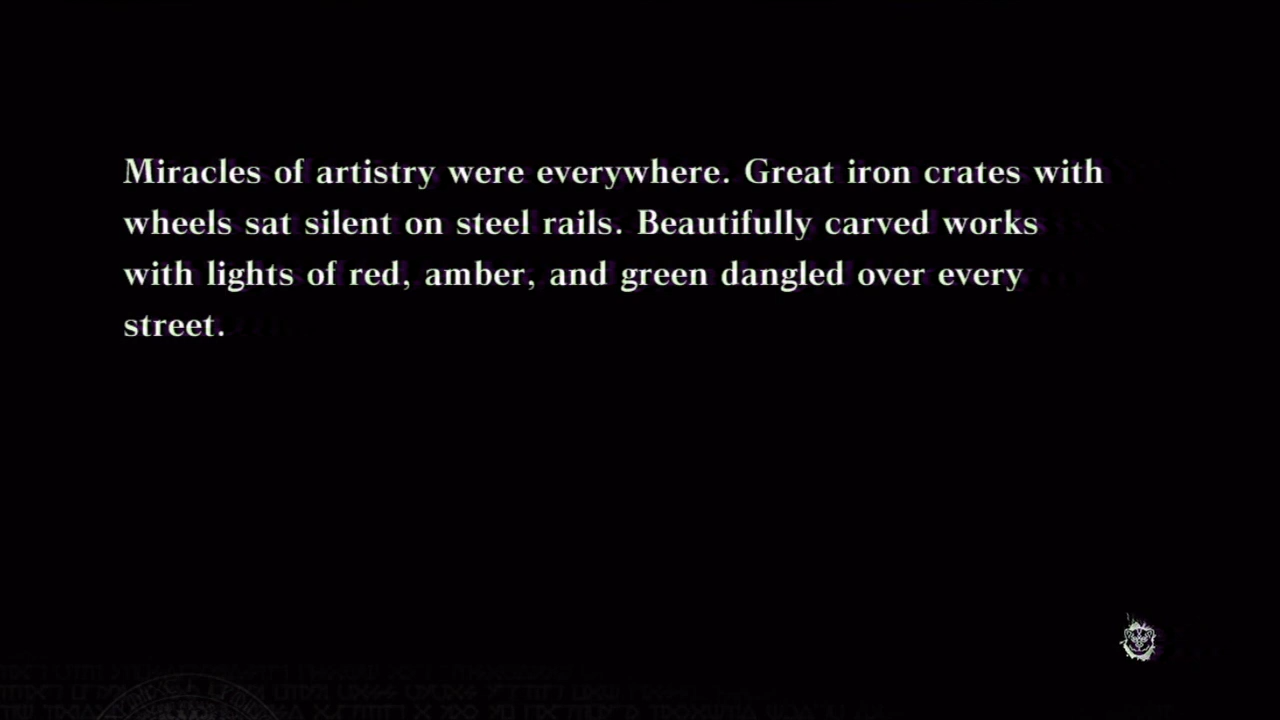 Miracles of artistry were everywhere. Great iron crates with
wheels sat silent on steel rails. Beautifully carved works
with lights of red, amber, and green dangled over every
street.